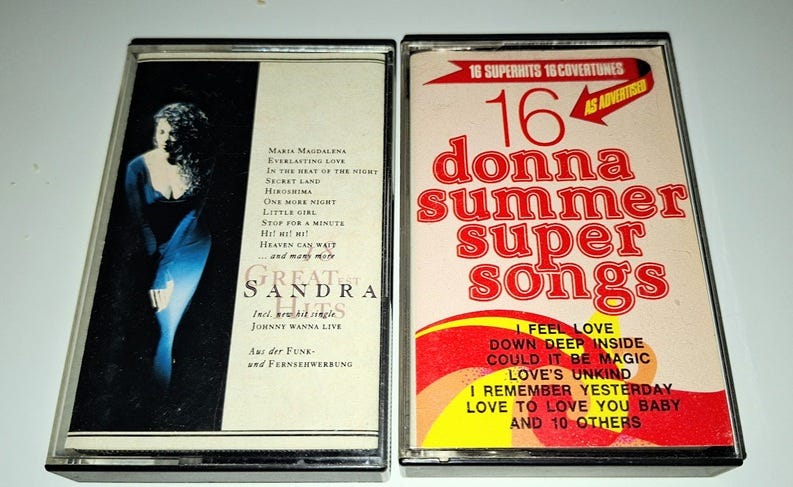 MARIA MAGDALENA
EVERLASTING LOVE
IN THE HEAT OF THE NIGHT
SECRET LAND
HIROSHIMA
ONE MORE NIGHT
LITTLE GIRL
STOP FOR A MINUTE
HI! HI! HI!
HEAVEN CAN WAIT
... and many more
18
GREATEST
SANDRA
HITS
Incl. new hit single
JOHNNY WANNA LIVE
Aus der FUNK-
und FERNSEHWERBUNG
16 SUPERHITS 16 COVERTUNES
AS ADVERTISED
16
donna
summer
super
songs
I FEEL LOVE
DOWN DEEP INSIDE
COULD IT BE MAGIC
LOVE'S UNKIND
I REMEMBER YESTERDAY
LOVE TO LOVE YOU BABY
AND 10 OTHERS